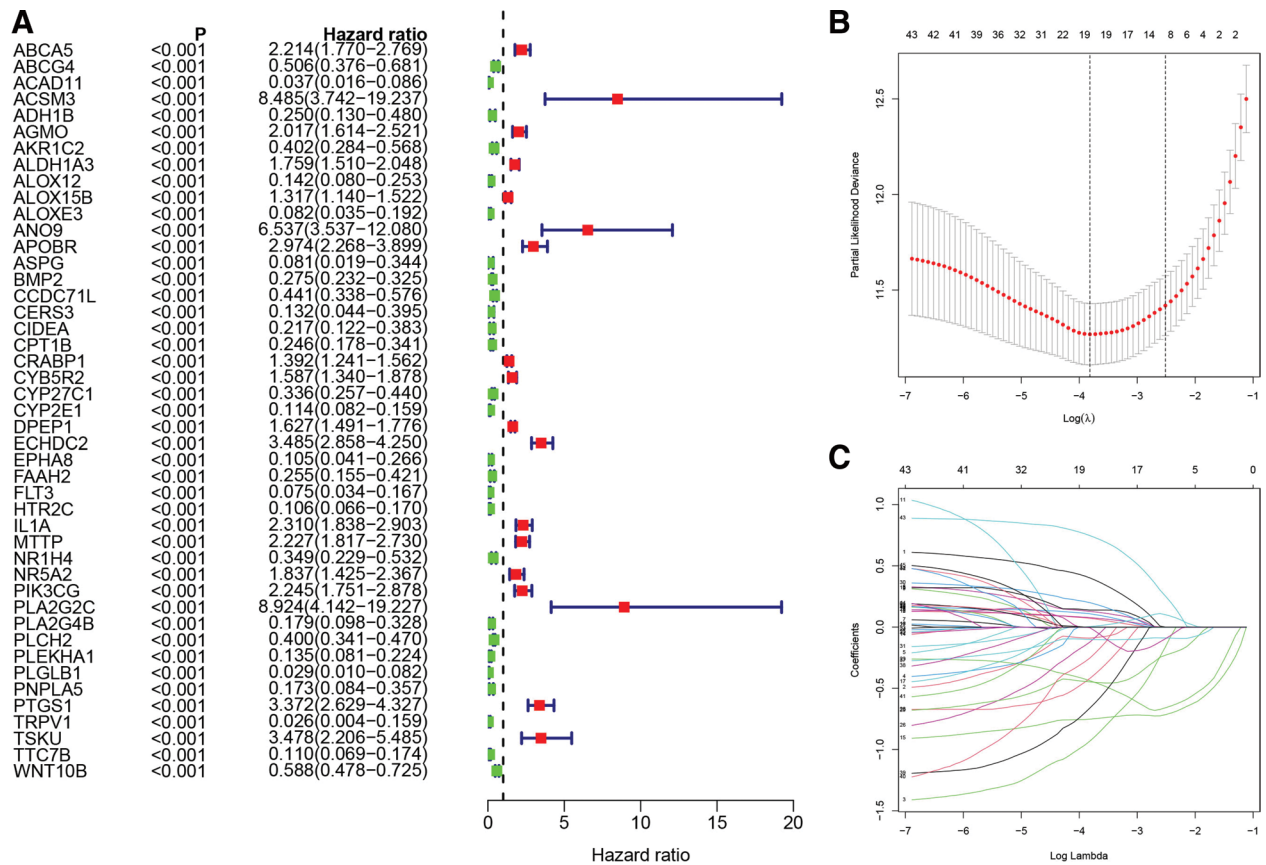 A
P Hazard ratio
ABCA5 <0.001 2.214(1.770−2.769)
ABCG4 <0.001 0.506(0.376−0.681)
ACAD11 <0.001 0.037(0.016−0.086)
ACSM3 <0.001 8.485(3.742−19.237)
ADH1B <0.001 0.250(0.130−0.480)
AGMO <0.001 2.017(1.614−2.521)
AKR1C2 <0.001 0.402(0.284−0.568)
ALDH1A3 <0.001 1.759(1.510−2.048)
ALOX12 <0.001 0.142(0.080−0.253)
ALOX15B <0.001 1.317(1.140−1.522)
ALOXE3 <0.001 0.082(0.035−0.192)
ANO9 <0.001 6.537(3.537−12.080)
APOBR <0.001 2.974(2.268−3.899)
ASPG <0.001 0.081(0.019−0.344)
BMP2 <0.001 0.275(0.232−0.325)
CCDC71L <0.001 0.441(0.338−0.576)
CERS3 <0.001 0.132(0.044−0.395)
CIDEA <0.001 0.217(0.122−0.383)
CPT1B <0.001 0.246(0.178−0.341)
CRABP1 <0.001 1.392(1.241−1.562)
CYB5R2 <0.001 1.587(1.340−1.878)
CYP27C1 <0.001 0.336(0.257−0.440)
CYP2E1 <0.001 0.114(0.082−0.159)
DPEP1 <0.001 1.627(1.491−1.776)
ECHDC2 <0.001 3.485(2.858−4.250)
EPHA8 <0.001 0.105(0.041−0.266)
FAAH2 <0.001 0.255(0.155−0.421)
FLT3 <0.001 0.075(0.034−0.167)
HTR2C <0.001 0.106(0.066−0.170)
IL1A <0.001 2.310(1.838−2.903)
MTTP <0.001 2.227(1.817−2.730)
NR1H4 <0.001 0.349(0.229−0.532)
NR5A2 <0.001 1.837(1.425−2.367)
PIK3CG <0.001 2.245(1.751−2.878)
PLA2G2C <0.001 8.924(4.142−19.227)
PLA2G4B <0.001 0.179(0.098−0.328)
PLCH2 <0.001 0.400(0.341−0.470)
PLEKHA1 <0.001 0.135(0.081−0.224)
PLGLB1 <0.001 0.029(0.010−0.082)
PNPLA5 <0.001 0.173(0.084−0.357)
PTGS1 <0.001 3.372(2.629−4.327)
TRPV1 <0.001 0.026(0.004−0.159)
TSKU <0.001 3.478(2.206−5.485)
TTC7B <0.001 0.110(0.069−0.174)
WNT10B <0.001 0.588(0.478−0.725)
0 5 10 15 20
Hazard ratio
B
43 42 41 39 36 32 31 22 19 19 17 14 8 6 4 2 2
12.5
12.0
11.5
Partial Likelihood Deviance
−7 −6 −5 −4 −3 −2 −1
Log(λ)
C
43 41 32 19 17 5 0
1.0
0.5
0.0
−0.5
−1.0
−1.5
Coefficients
11
43
1
30
7
31
5
38
4
17
2
41
26
15
3
−7 −6 −5 −4 −3 −2 −1
Log Lambda